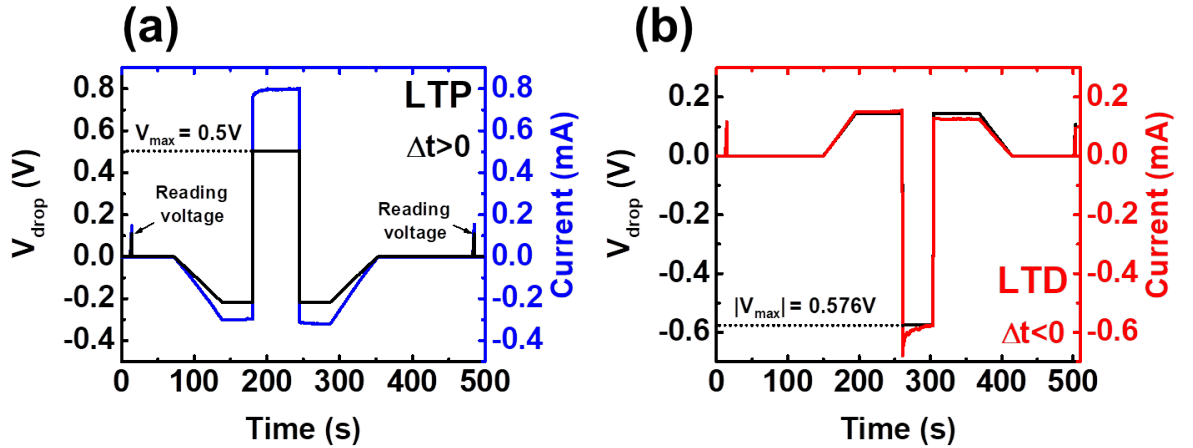 (a)
(b)
V_drop (V)
0.8
0.6
0.4
0.2
0.0
-0.2
-0.4
V_max = 0.5V
Reading
voltage
LTP
Δt>0
Reading
voltage
0.8
0.6
0.4
0.2
0.0
-0.2
-0.4
Current (mA)
0 100 200 300 400 500
Time (s)
V_drop (V)
0.2
0.0
-0.2
-0.4
-0.6
|V_max| = 0.576V
LTD
Δt<0
0.2
0.0
-0.2
-0.4
-0.6
Current (mA)
0 100 200 300 400 500
Time (s)